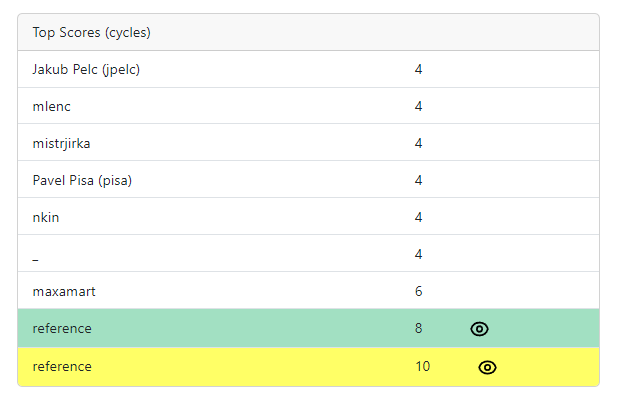 Top Scores (cycles)
Jakub Pelc (jpelc) 4
mlenc 4
mistrjirka 4
Pavel Pisa (pisa) 4
nkin 4
_ 4
maxamart 6
reference 8
reference 10